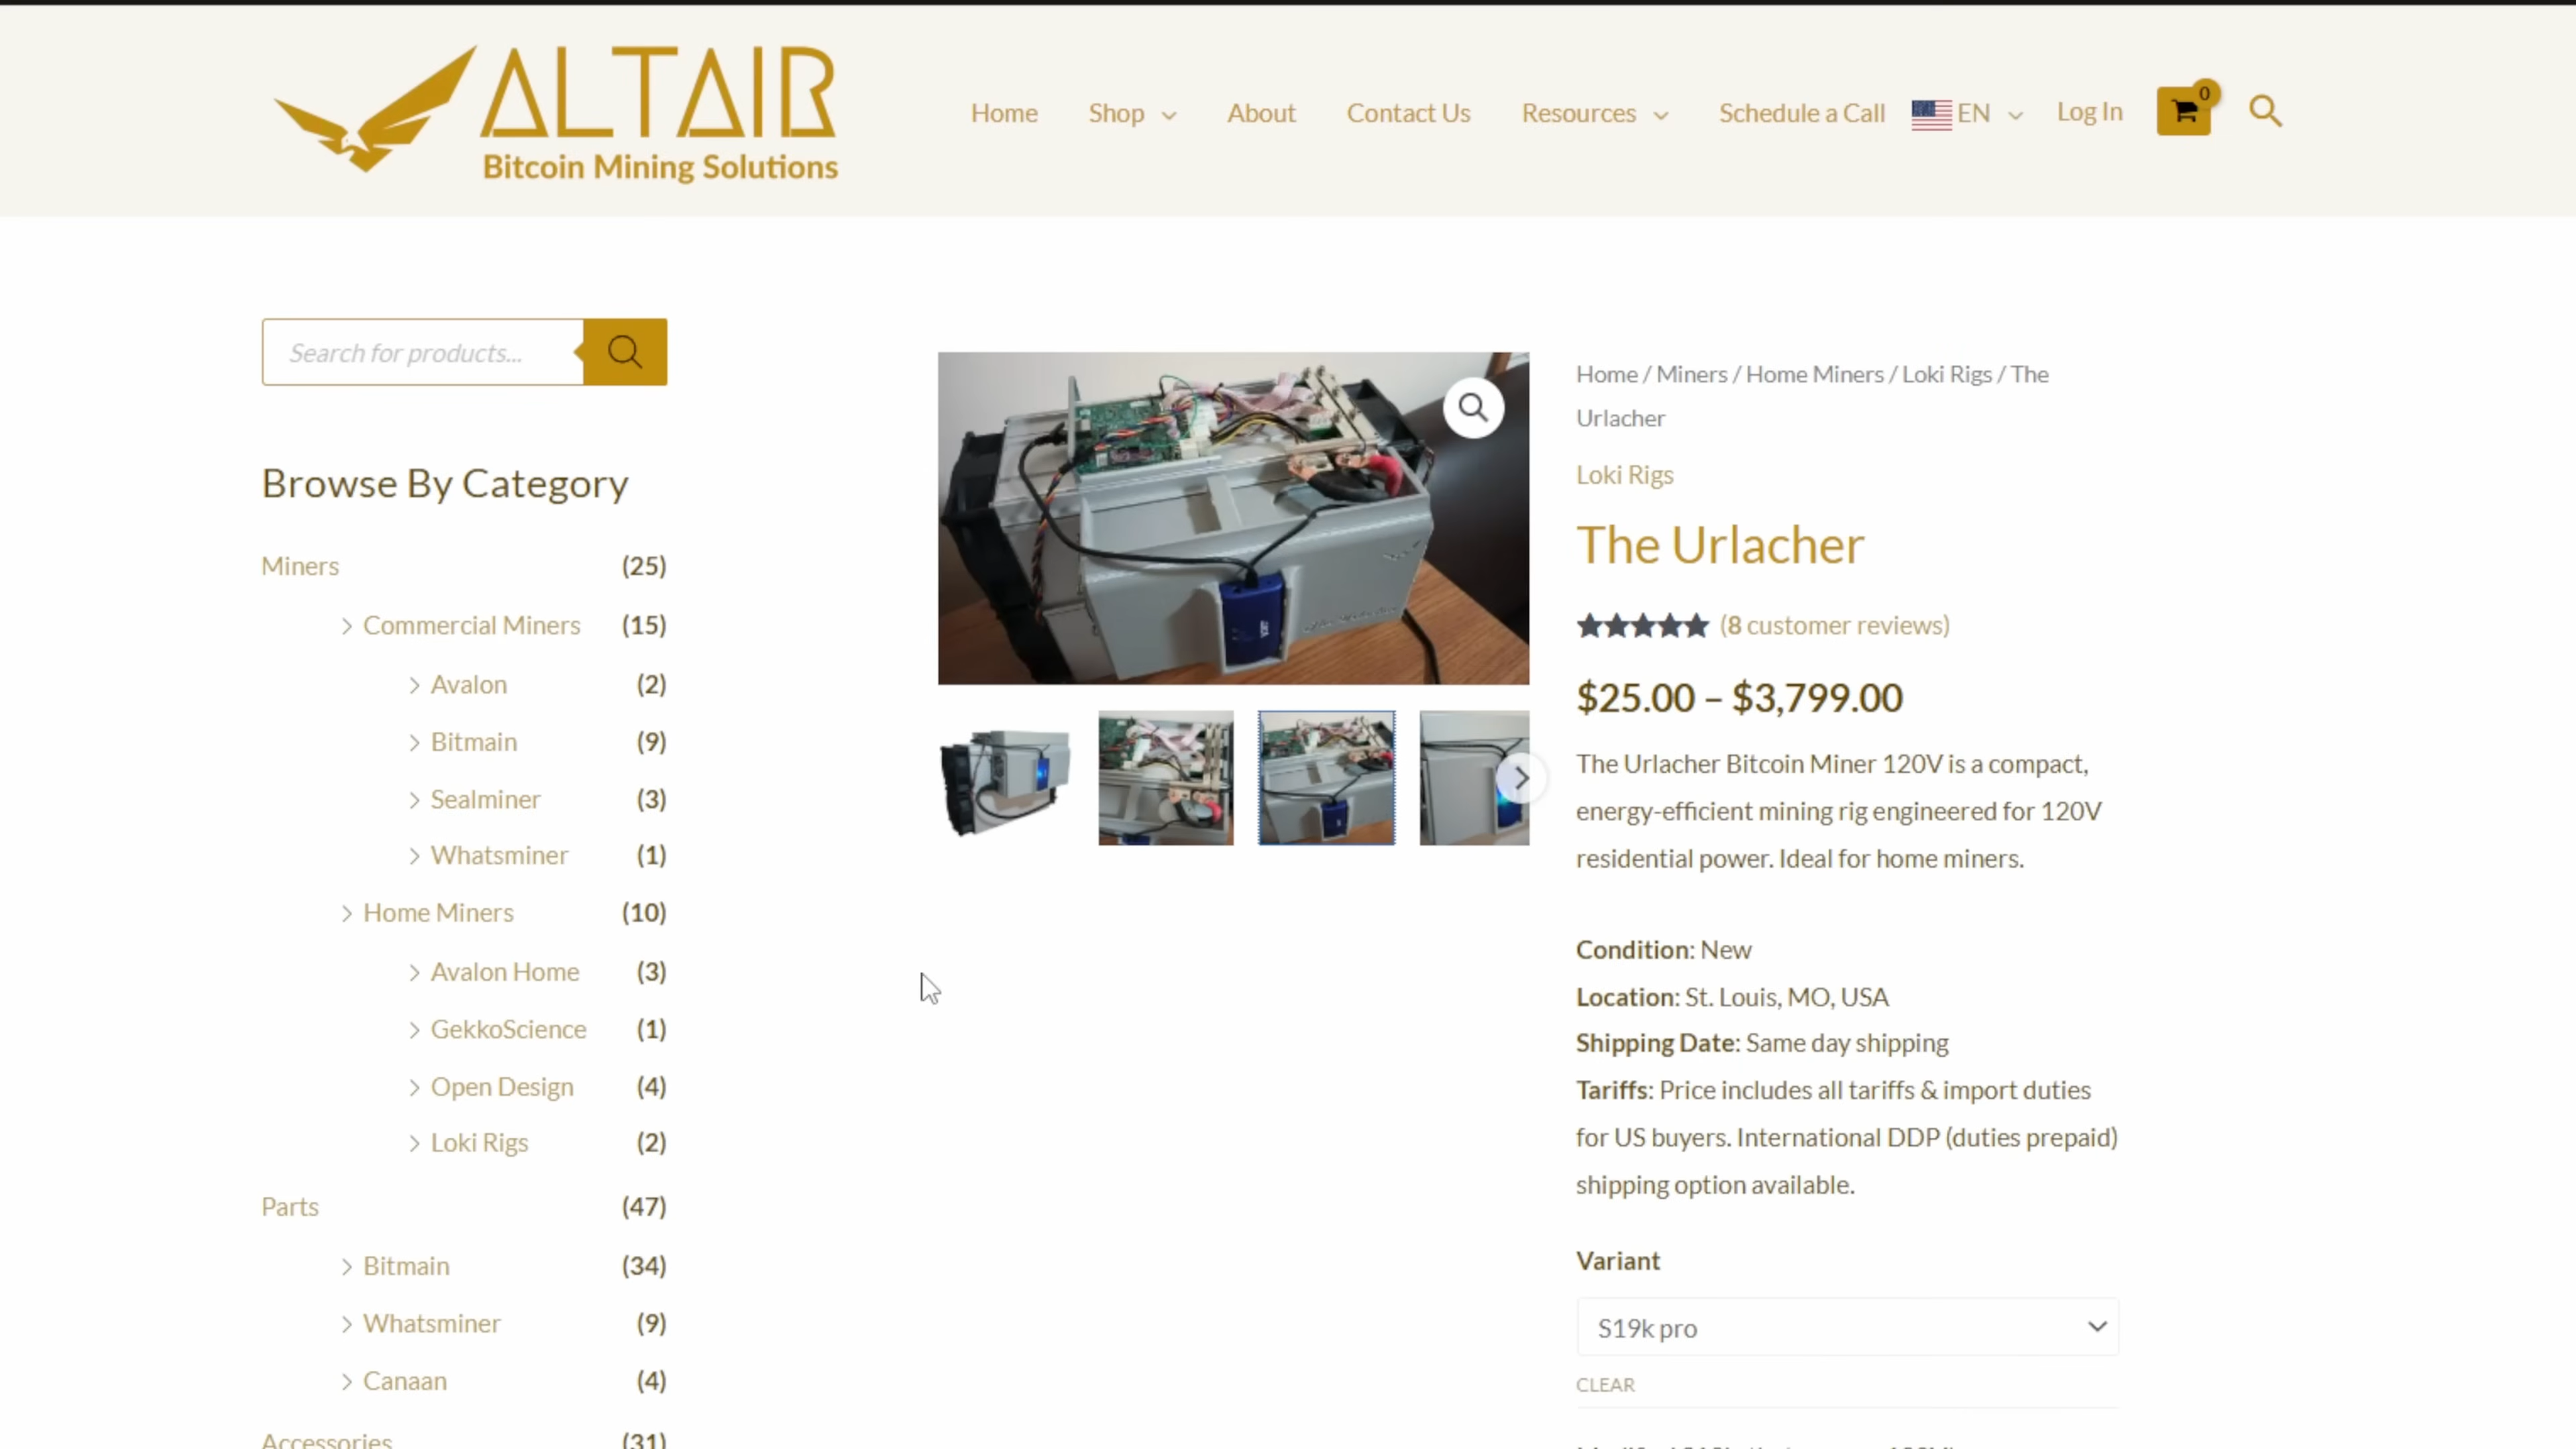 ALTAIR
Bitcoin Mining Solutions
Home
Shop
About
Contact Us
Resources
Schedule a Call
EN
Log In
0
Search for products...
Browse By Category
Miners (25)
Commercial Miners (15)
Avalon (2)
Bitmain (9)
Sealminer (3)
Whatsminer (1)
Home Miners (10)
Avalon Home (3)
GekkoScience (1)
Open Design (4)
Loki Rigs (2)
Parts (47)
Bitmain (34)
Whatsminer (9)
Canaan (4)
Accessories (31)
Home / Miners / Home Miners / Loki Rigs / The
Urlacher
Loki Rigs
The Urlacher
(8 customer reviews)
$25.00 – $3,799.00
The Urlacher Bitcoin Miner 120V is a compact,
energy-efficient mining rig engineered for 120V
residential power. Ideal for home miners.
Condition: New
Location: St. Louis, MO, USA
Shipping Date: Same day shipping
Tariffs: Price includes all tariffs & import duties
for US buyers. International DDP (duties prepaid)
shipping option available.
Variant
S19k pro
CLEAR